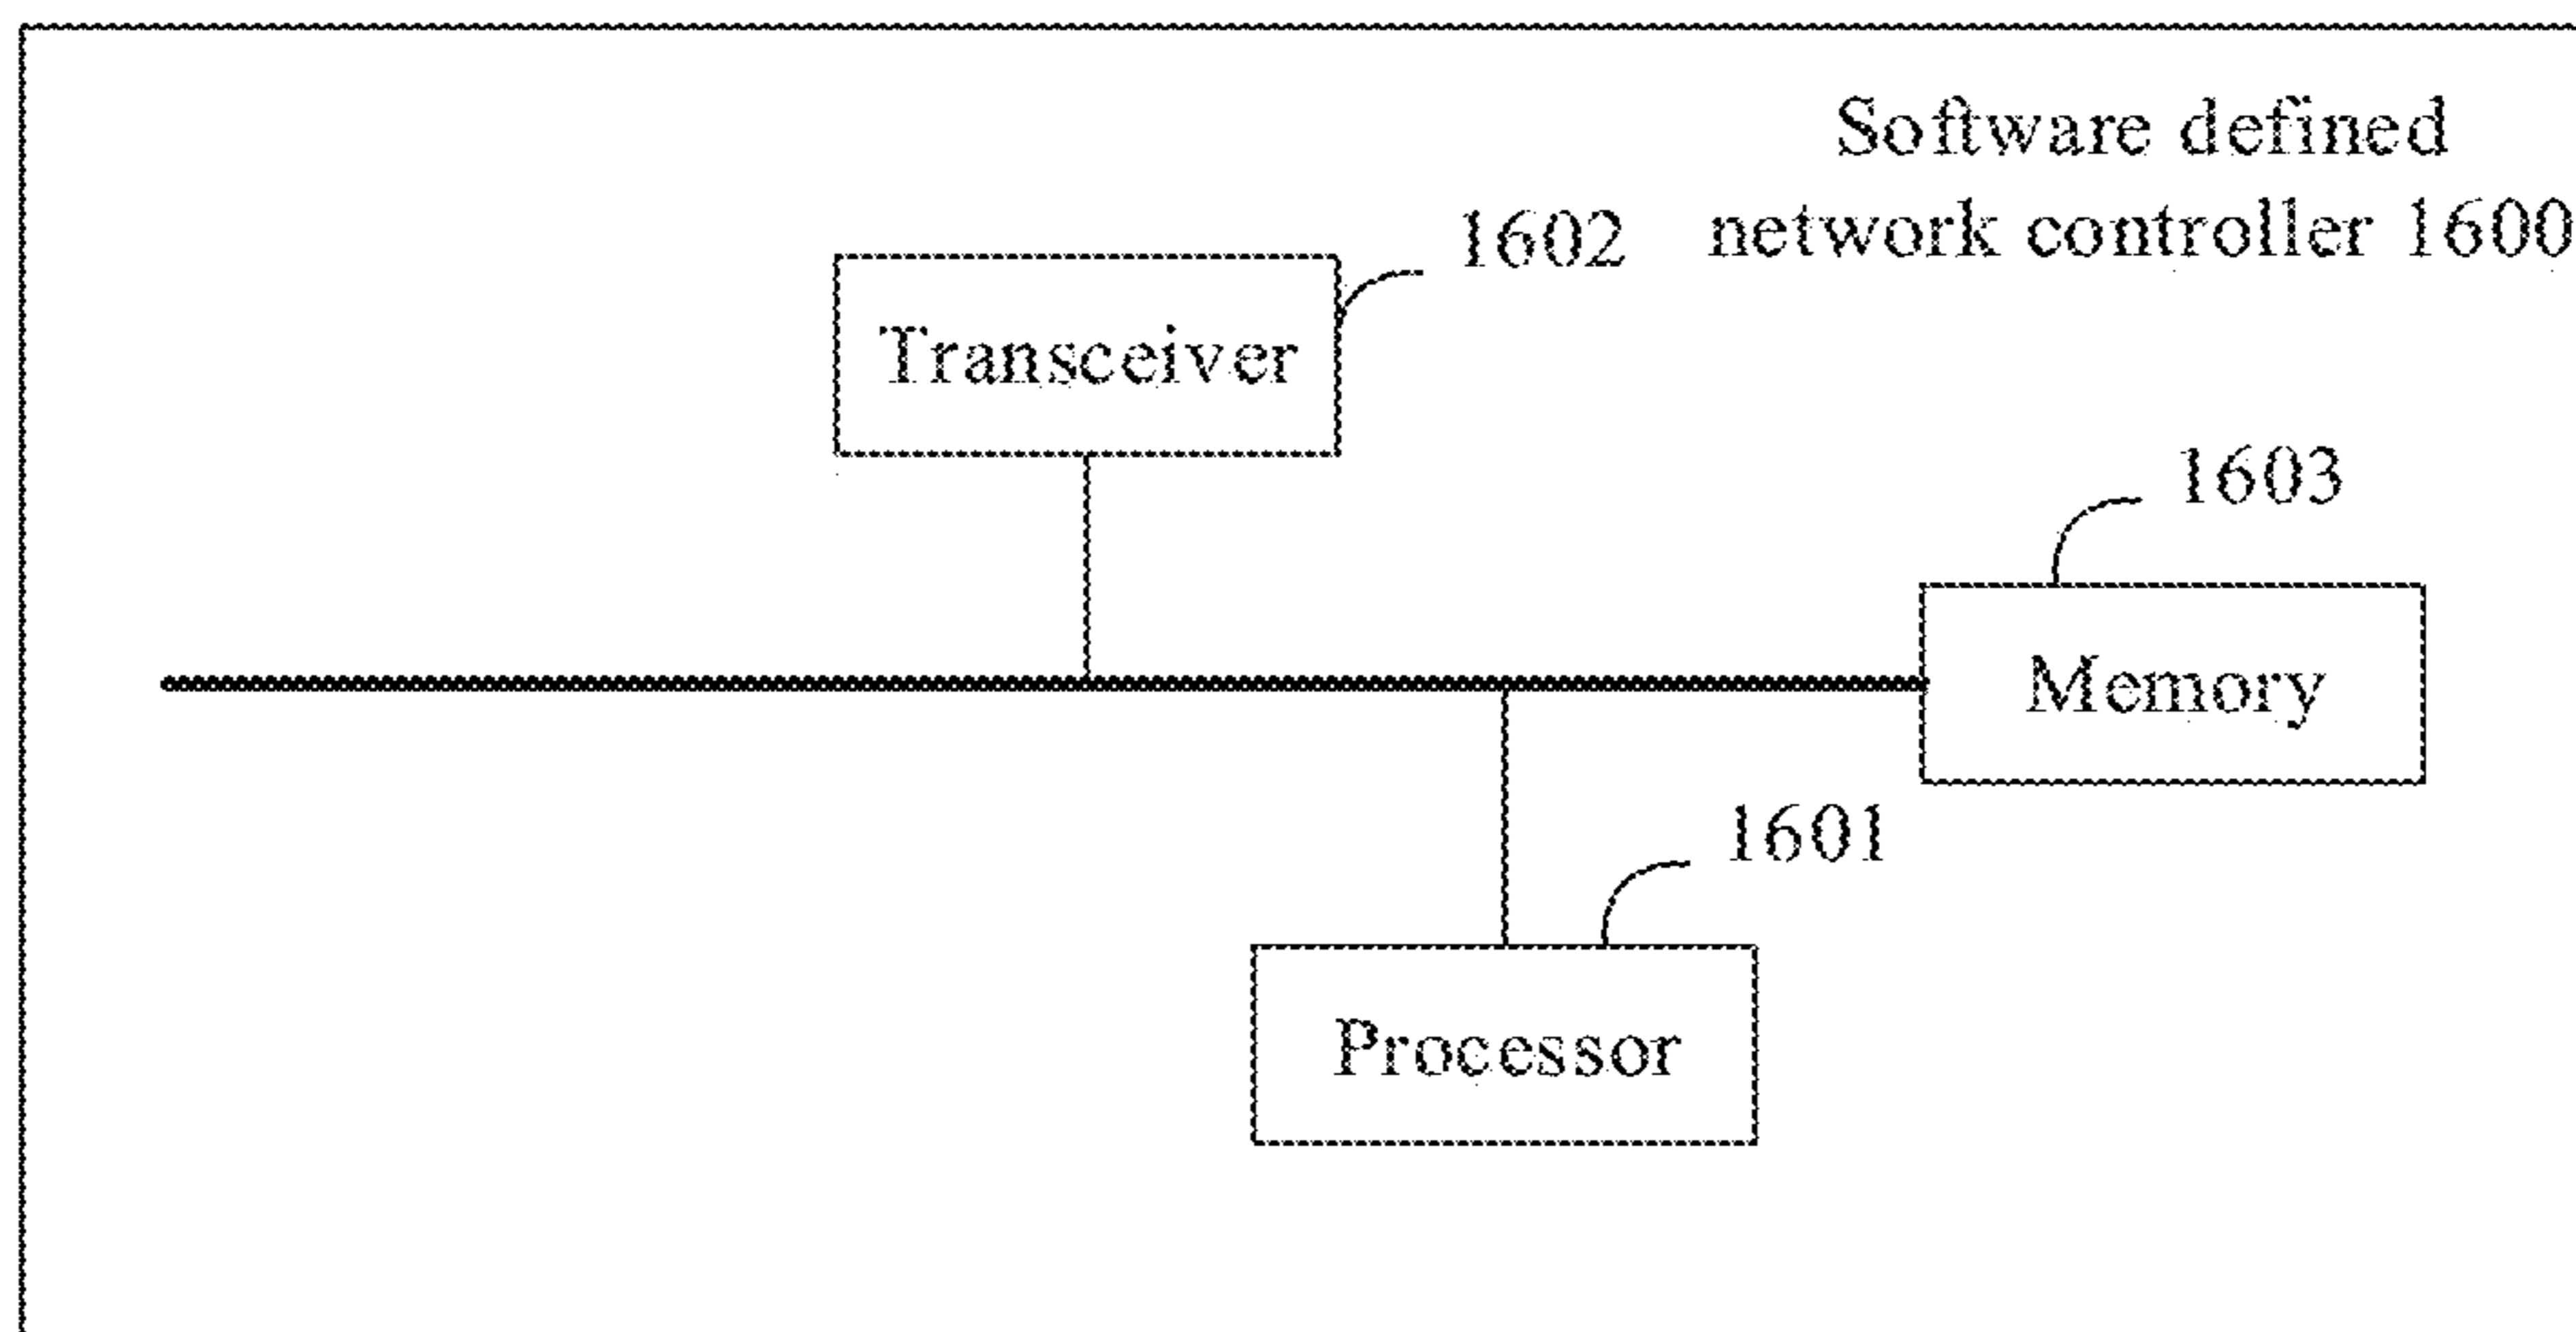 Software defined
network controller 1600
1602
Transceiver
1603
Memory
1601
Processor